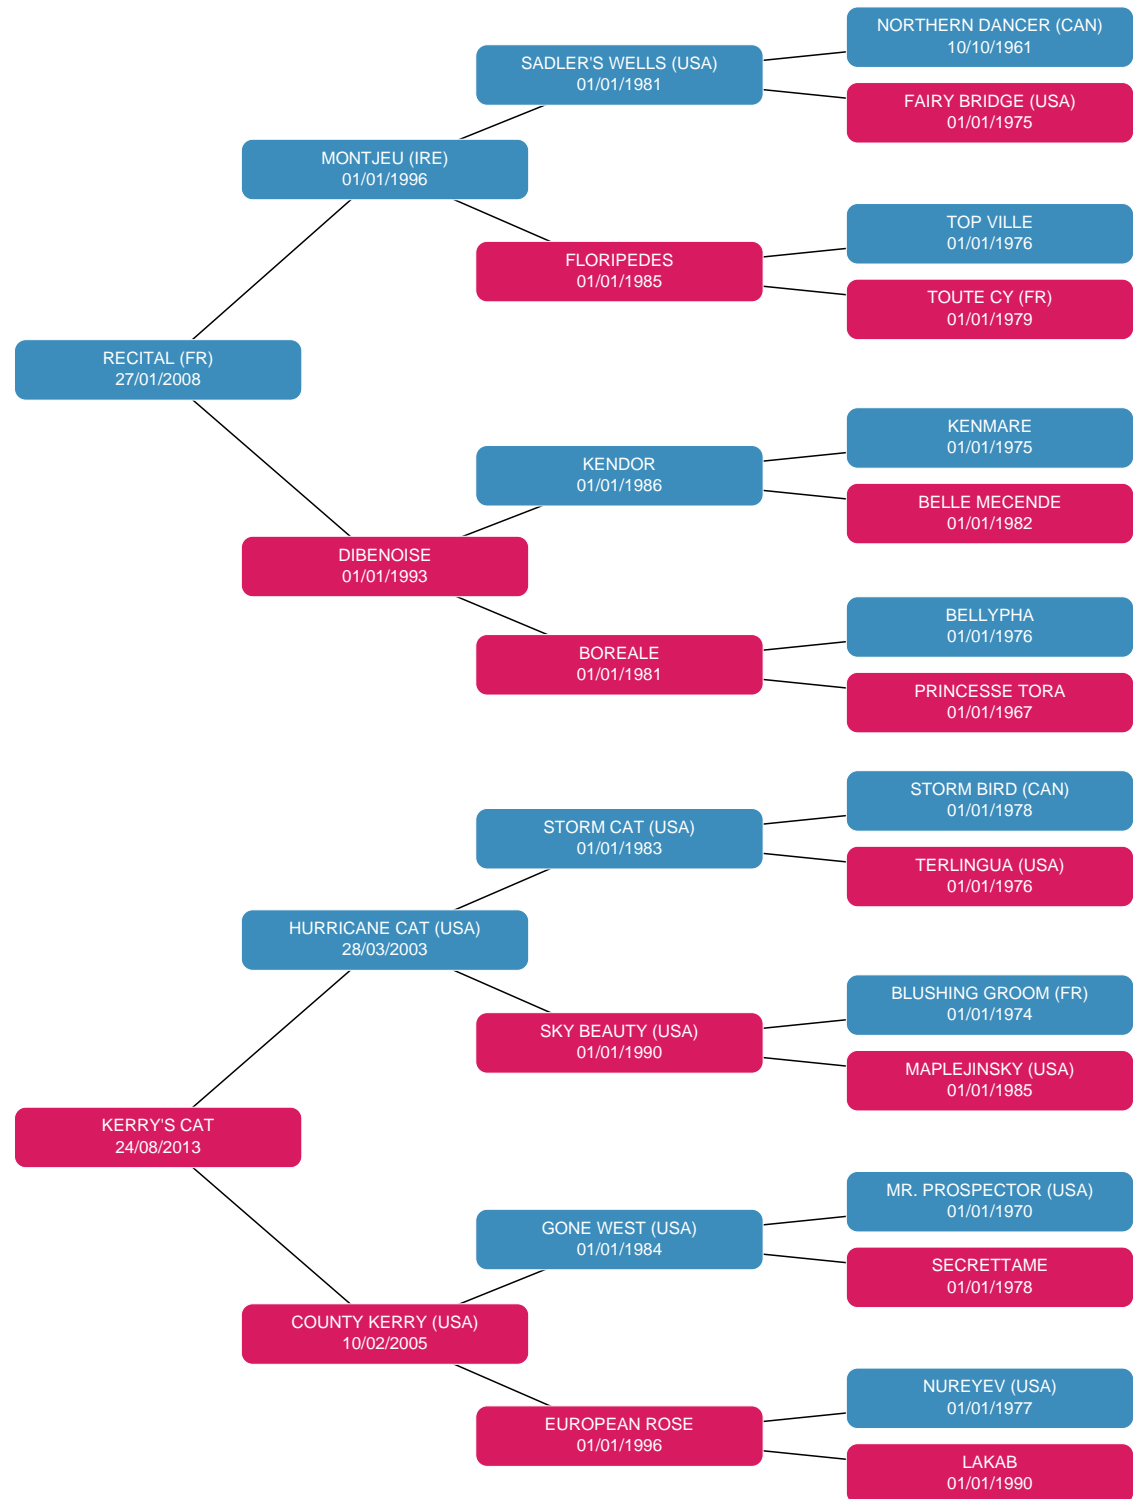 NORTHERN DANCER (CAN)
10/10/1961
SADLER'S WELLS (USA)
01/01/1981
FAIRY BRIDGE (USA)
01/01/1975
MONTJEU (IRE)
01/01/1996
TOP VILLE
01/01/1976
FLORIPEDES
01/01/1985
TOUTE CY (FR)
01/01/1979
RECITAL (FR)
27/01/2008
KENMARE
01/01/1975
KENDOR
01/01/1986
BELLE MECENDE
01/01/1982
DIBENOISE
01/01/1993
BELLYPHA
01/01/1976
BOREALE
01/01/1981
PRINCESSE TORA
01/01/1967
STORM BIRD (CAN)
01/01/1978
STORM CAT (USA)
01/01/1983
TERLINGUA (USA)
01/01/1976
HURRICANE CAT (USA)
28/03/2003
BLUSHING GROOM (FR)
01/01/1974
SKY BEAUTY (USA)
01/01/1990
MAPLEJINSKY (USA)
01/01/1985
KERRY'S CAT
24/08/2013
MR. PROSPECTOR (USA)
01/01/1970
GONE WEST (USA)
01/01/1984
SECRETTAME
01/01/1978
COUNTY KERRY (USA)
10/02/2005
NUREYEV (USA)
01/01/1977
EUROPEAN ROSE
01/01/1996
LAKAB
01/01/1990